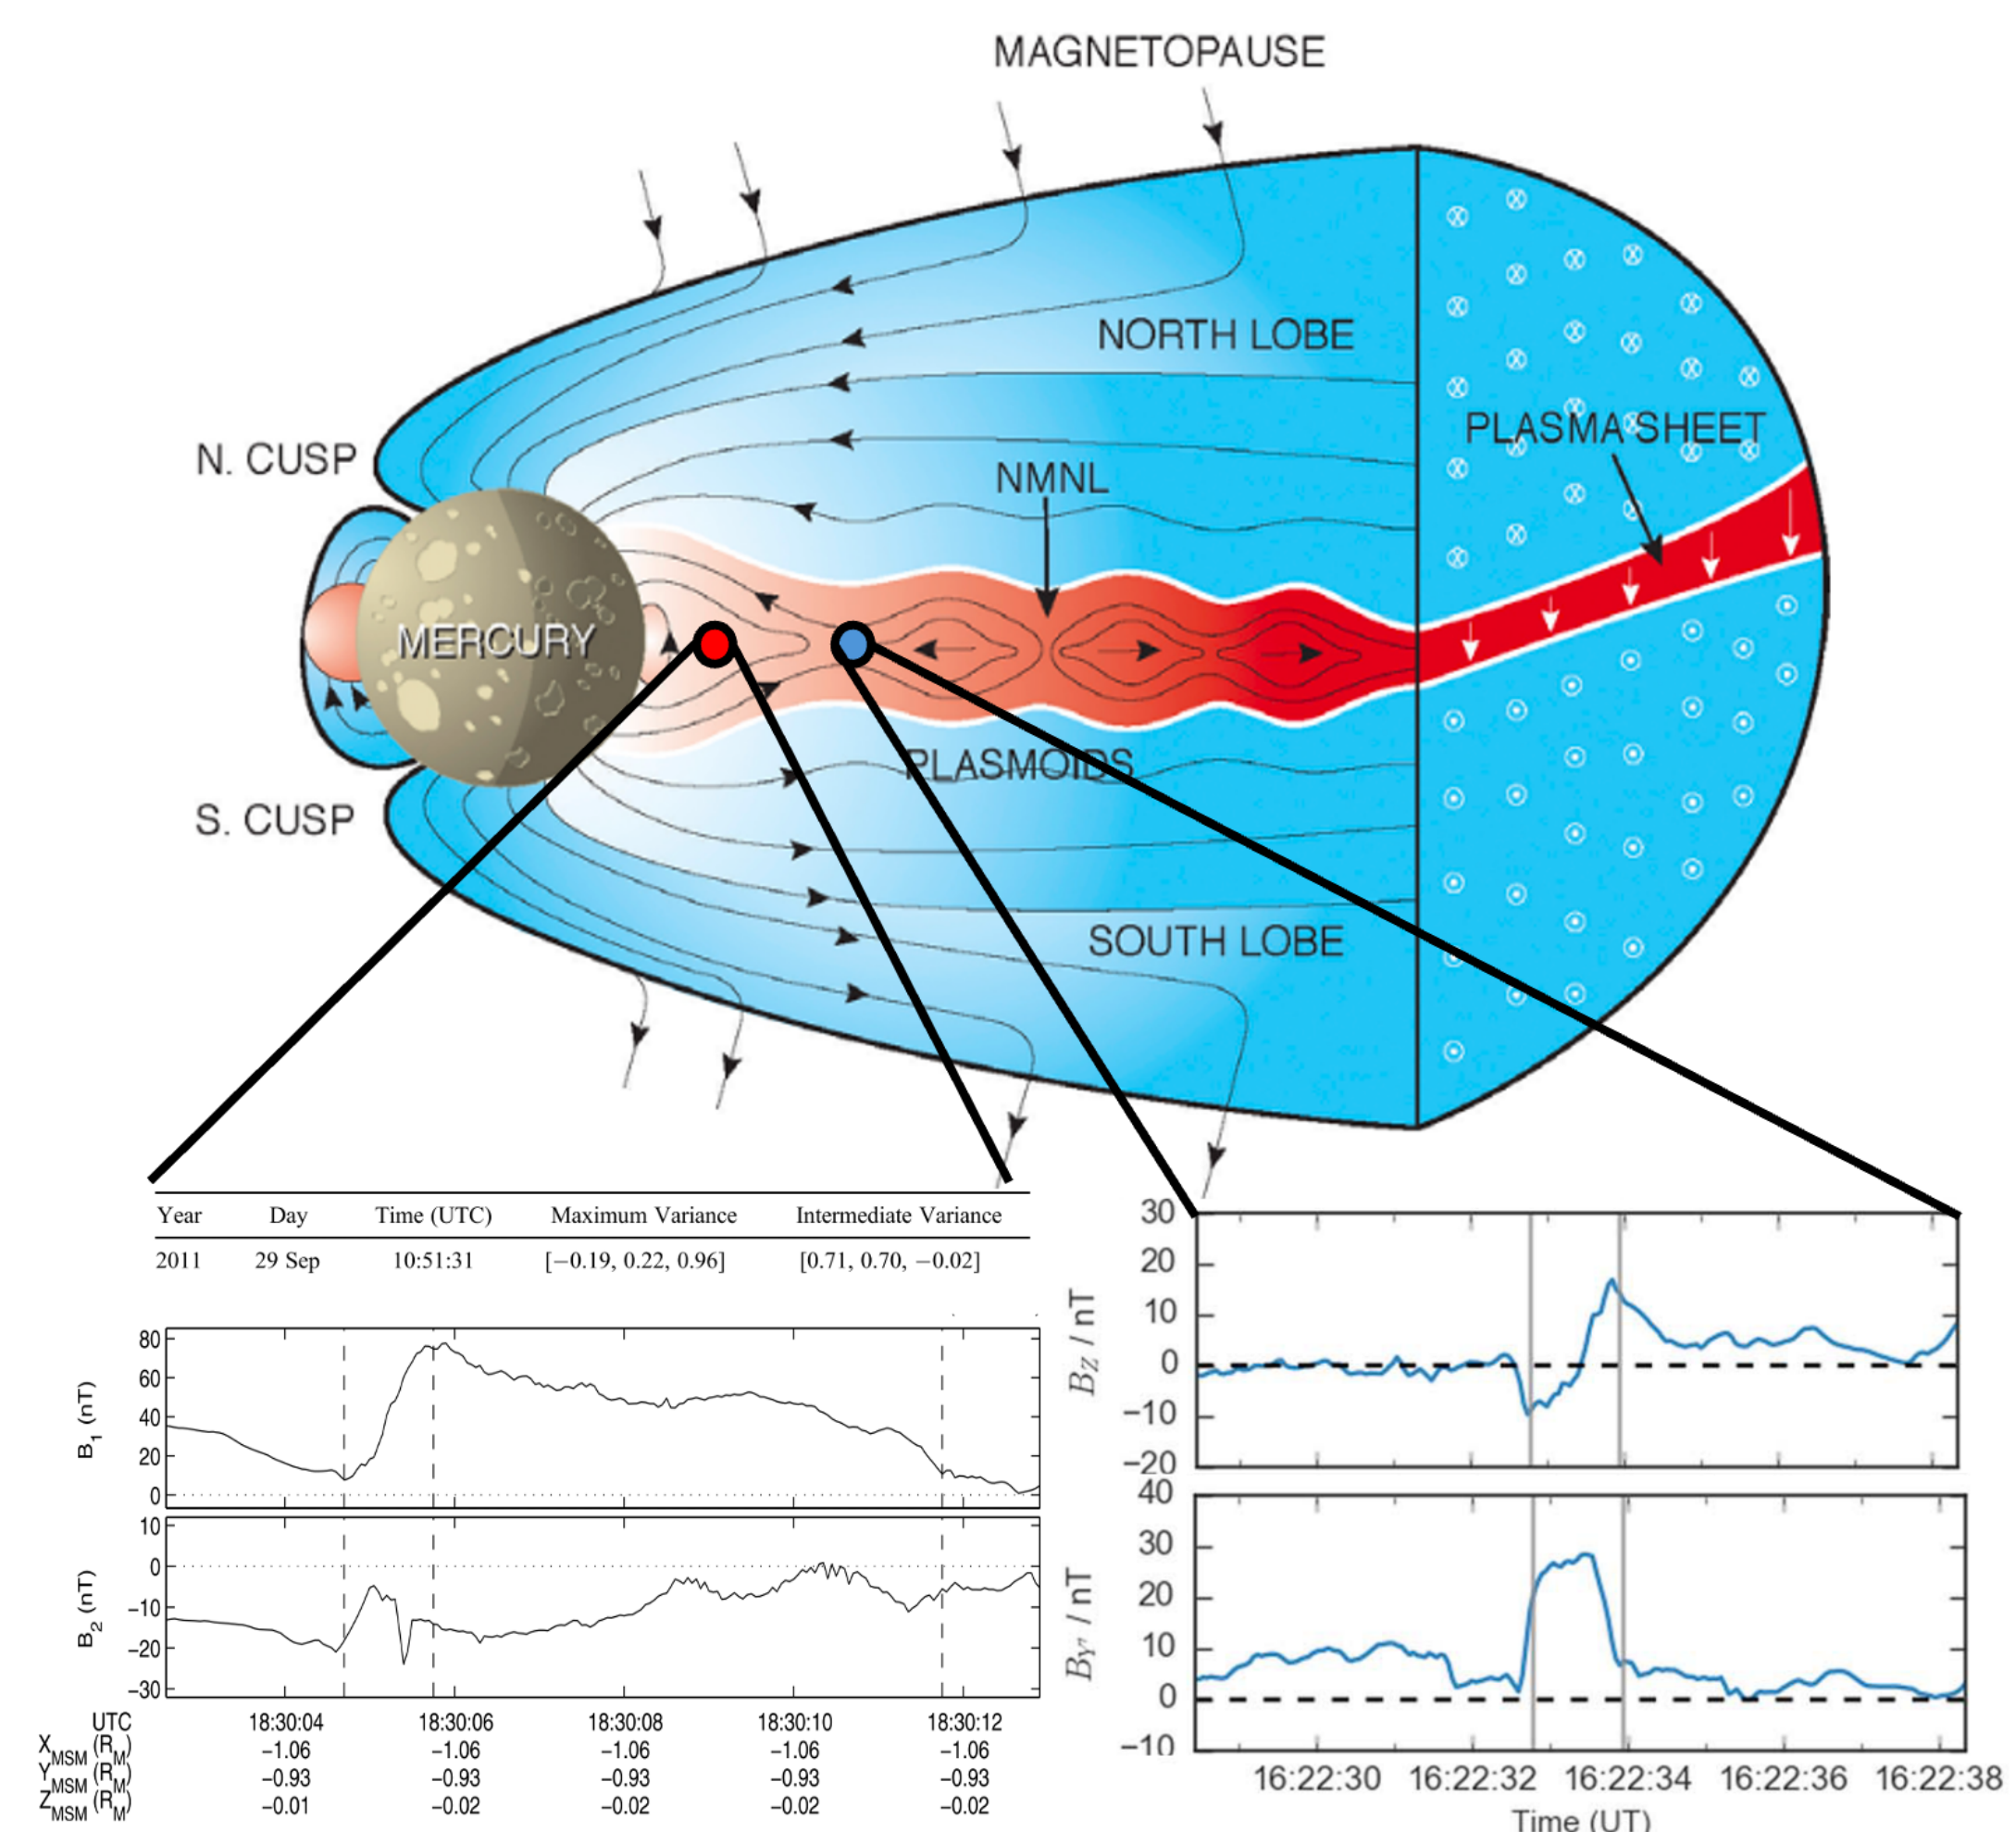 MAGNETOPAUSE
NORTH LOBE
PLASMA SHEET
N. CUSP
NMNL
MERCURY
PLASMOIDS
S. CUSP
SOUTH LOBE
Year Day Time (UTC) Maximum Variance Intermediate Variance
2011 29 Sep 10:51:31 [−0.19, 0.22, 0.96] [0.71, 0.70, −0.02]
B1 (nT)
80
60
40
20
0
B2 (nT)
10
0
−10
−20
−30
UTC 18:30:04 18:30:06 18:30:08 18:30:10 18:30:12
XMSM (RM) −1.06 −1.06 −1.06 −1.06 −1.06
YMSM (RM) −0.93 −0.93 −0.93 −0.93 −0.93
ZMSM (RM) −0.01 −0.02 −0.02 −0.02 −0.02
BZ / nT
30
20
10
0
−10
−20
BY'' / nT
40
30
20
10
0
−10
16:22:30 16:22:32 16:22:34 16:22:36 16:22:38
Time (UT)